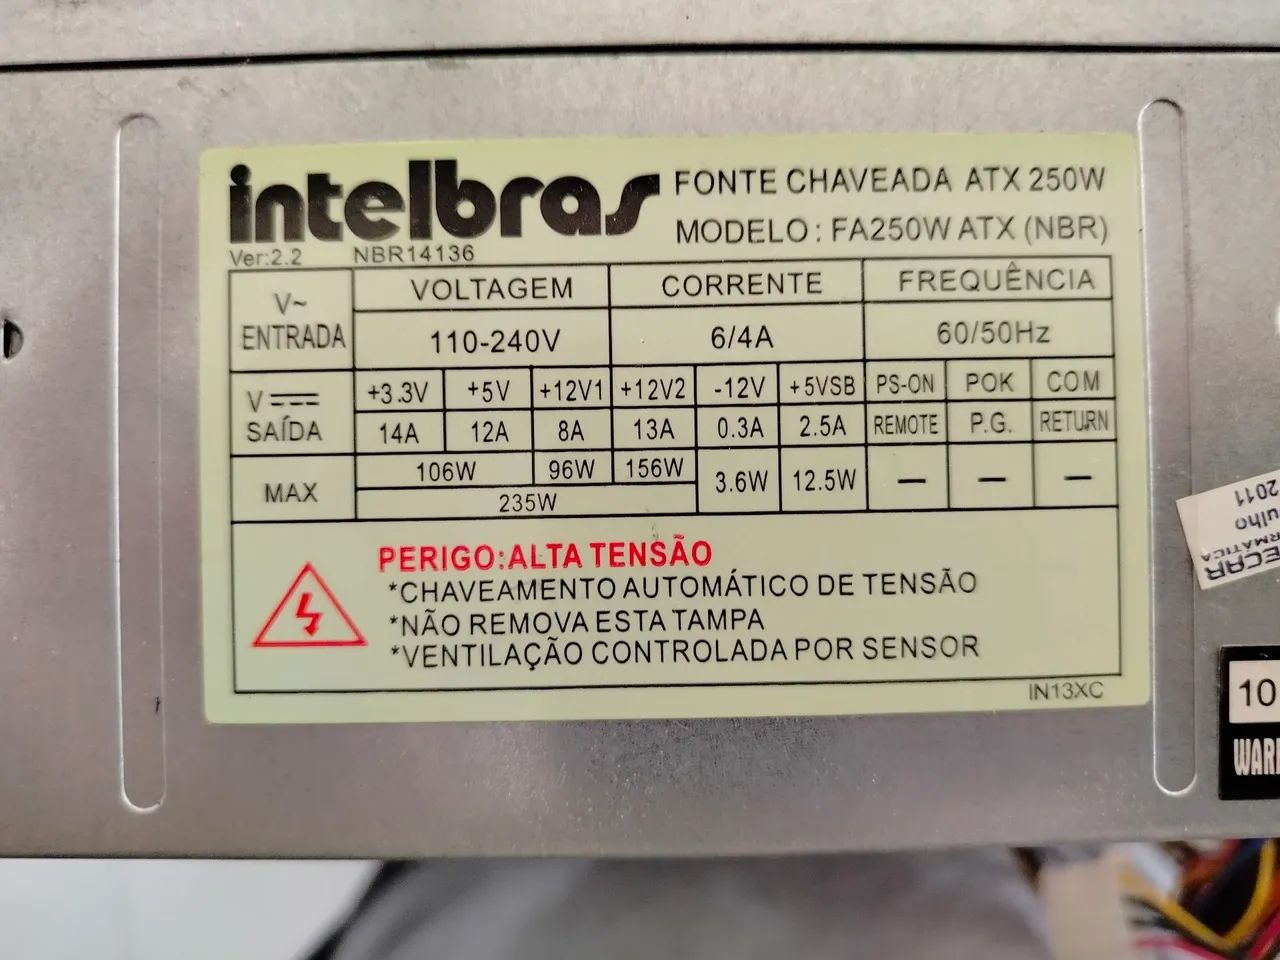 intelbras
FONTE CHAVEADA ATX 250W
MODELO: FA250W ATX (NBR)
Ver:2.2 NBR14136
V~ ENTRADA VOLTAGEM CORRENTE FREQUÊNCIA
110-240V 6/4A 60/50Hz
V SAÍDA +3.3V +5V +12V1 +12V2 -12V +5VSB PS-ON POK COM
14A 12A 8A 13A 0.3A 2.5A REMOTE P.G. RETURN
MAX 106W 96W 156W 3.6W 12.5W — — —
235W
PERIGO:ALTA TENSÃO
*CHAVEAMENTO AUTOMÁTICO DE TENSÃO
*NÃO REMOVA ESTA TAMPA
*VENTILAÇÃO CONTROLADA POR SENSOR
IN13XC
2011
10